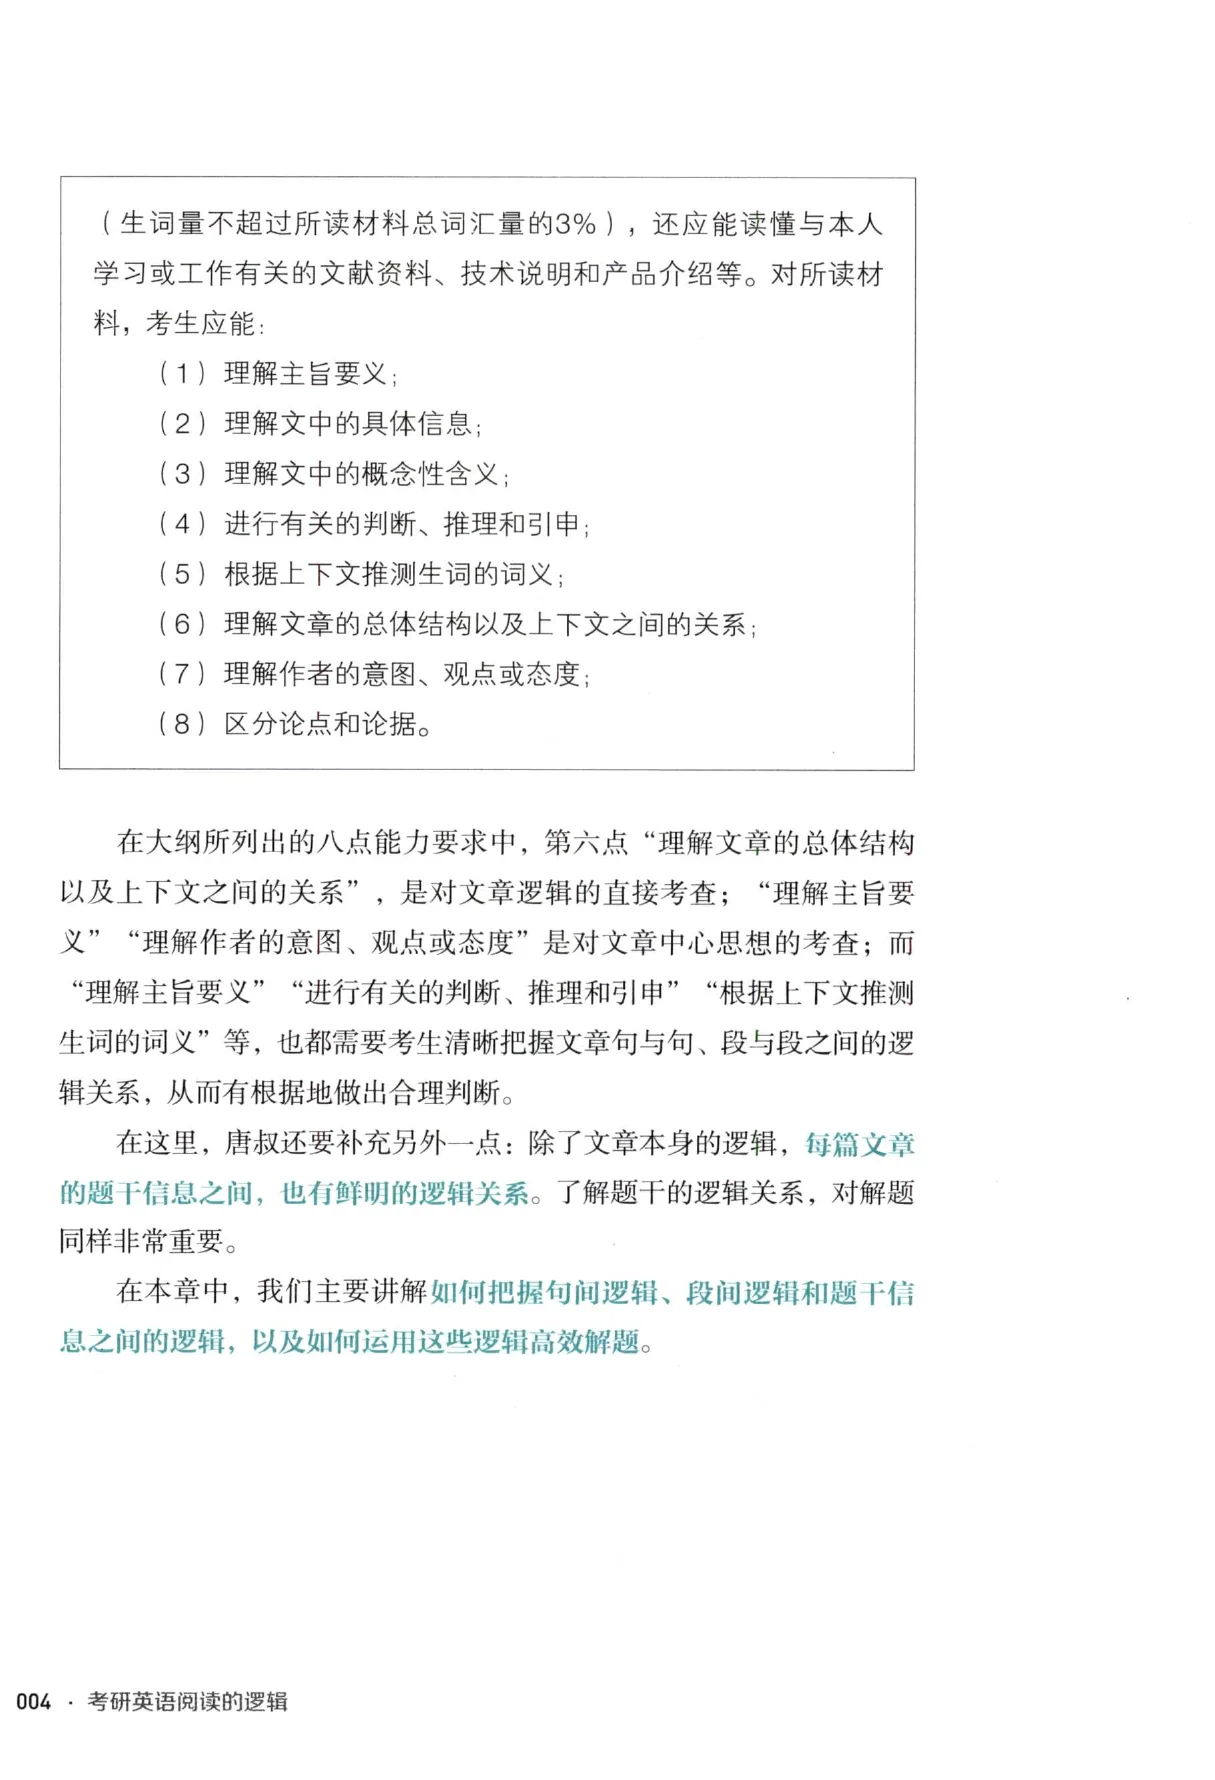 （生词量不超过所读材料总词汇量的3%），还应能读懂与本人
学习或工作有关的文献资料、技术说明和产品介绍等。对所读材
料，考生应能：
（1）理解主旨要义；
（2）理解文中的具体信息；
（3）理解文中的概念性含义；
（4）进行有关的判断、推理和引申；
（5）根据上下文推测生词的词义；
（6）理解文章的总体结构以及上下文之间的关系；
（7）理解作者的意图、观点或态度；
（8）区分论点和论据。
在大纲所列出的八点能力要求中，第六点“理解文章的总体结构
以及上下文之间的关系”，是对文章逻辑的直接考查；“理解主旨要
义”“理解作者的意图、观点或态度”是对文章中心思想的考查；而
“理解主旨要义”“进行有关的判断、推理和引申”“根据上下文推测
生词的词义”等，也都需要考生清晰把握文章句与句、段与段之间的逻
辑关系，从而有根据地做出合理判断。
在这里，唐叔还要补充另外一点：除了文章本身的逻辑，每篇文章
的题干信息之间，也有鲜明的逻辑关系。了解题干的逻辑关系，对解题
同样非常重要。
在本章中，我们主要讲解如何把握句间逻辑、段间逻辑和题干信
息之间的逻辑，以及如何运用这些逻辑高效解题。
004 · 考研英语阅读的逻辑